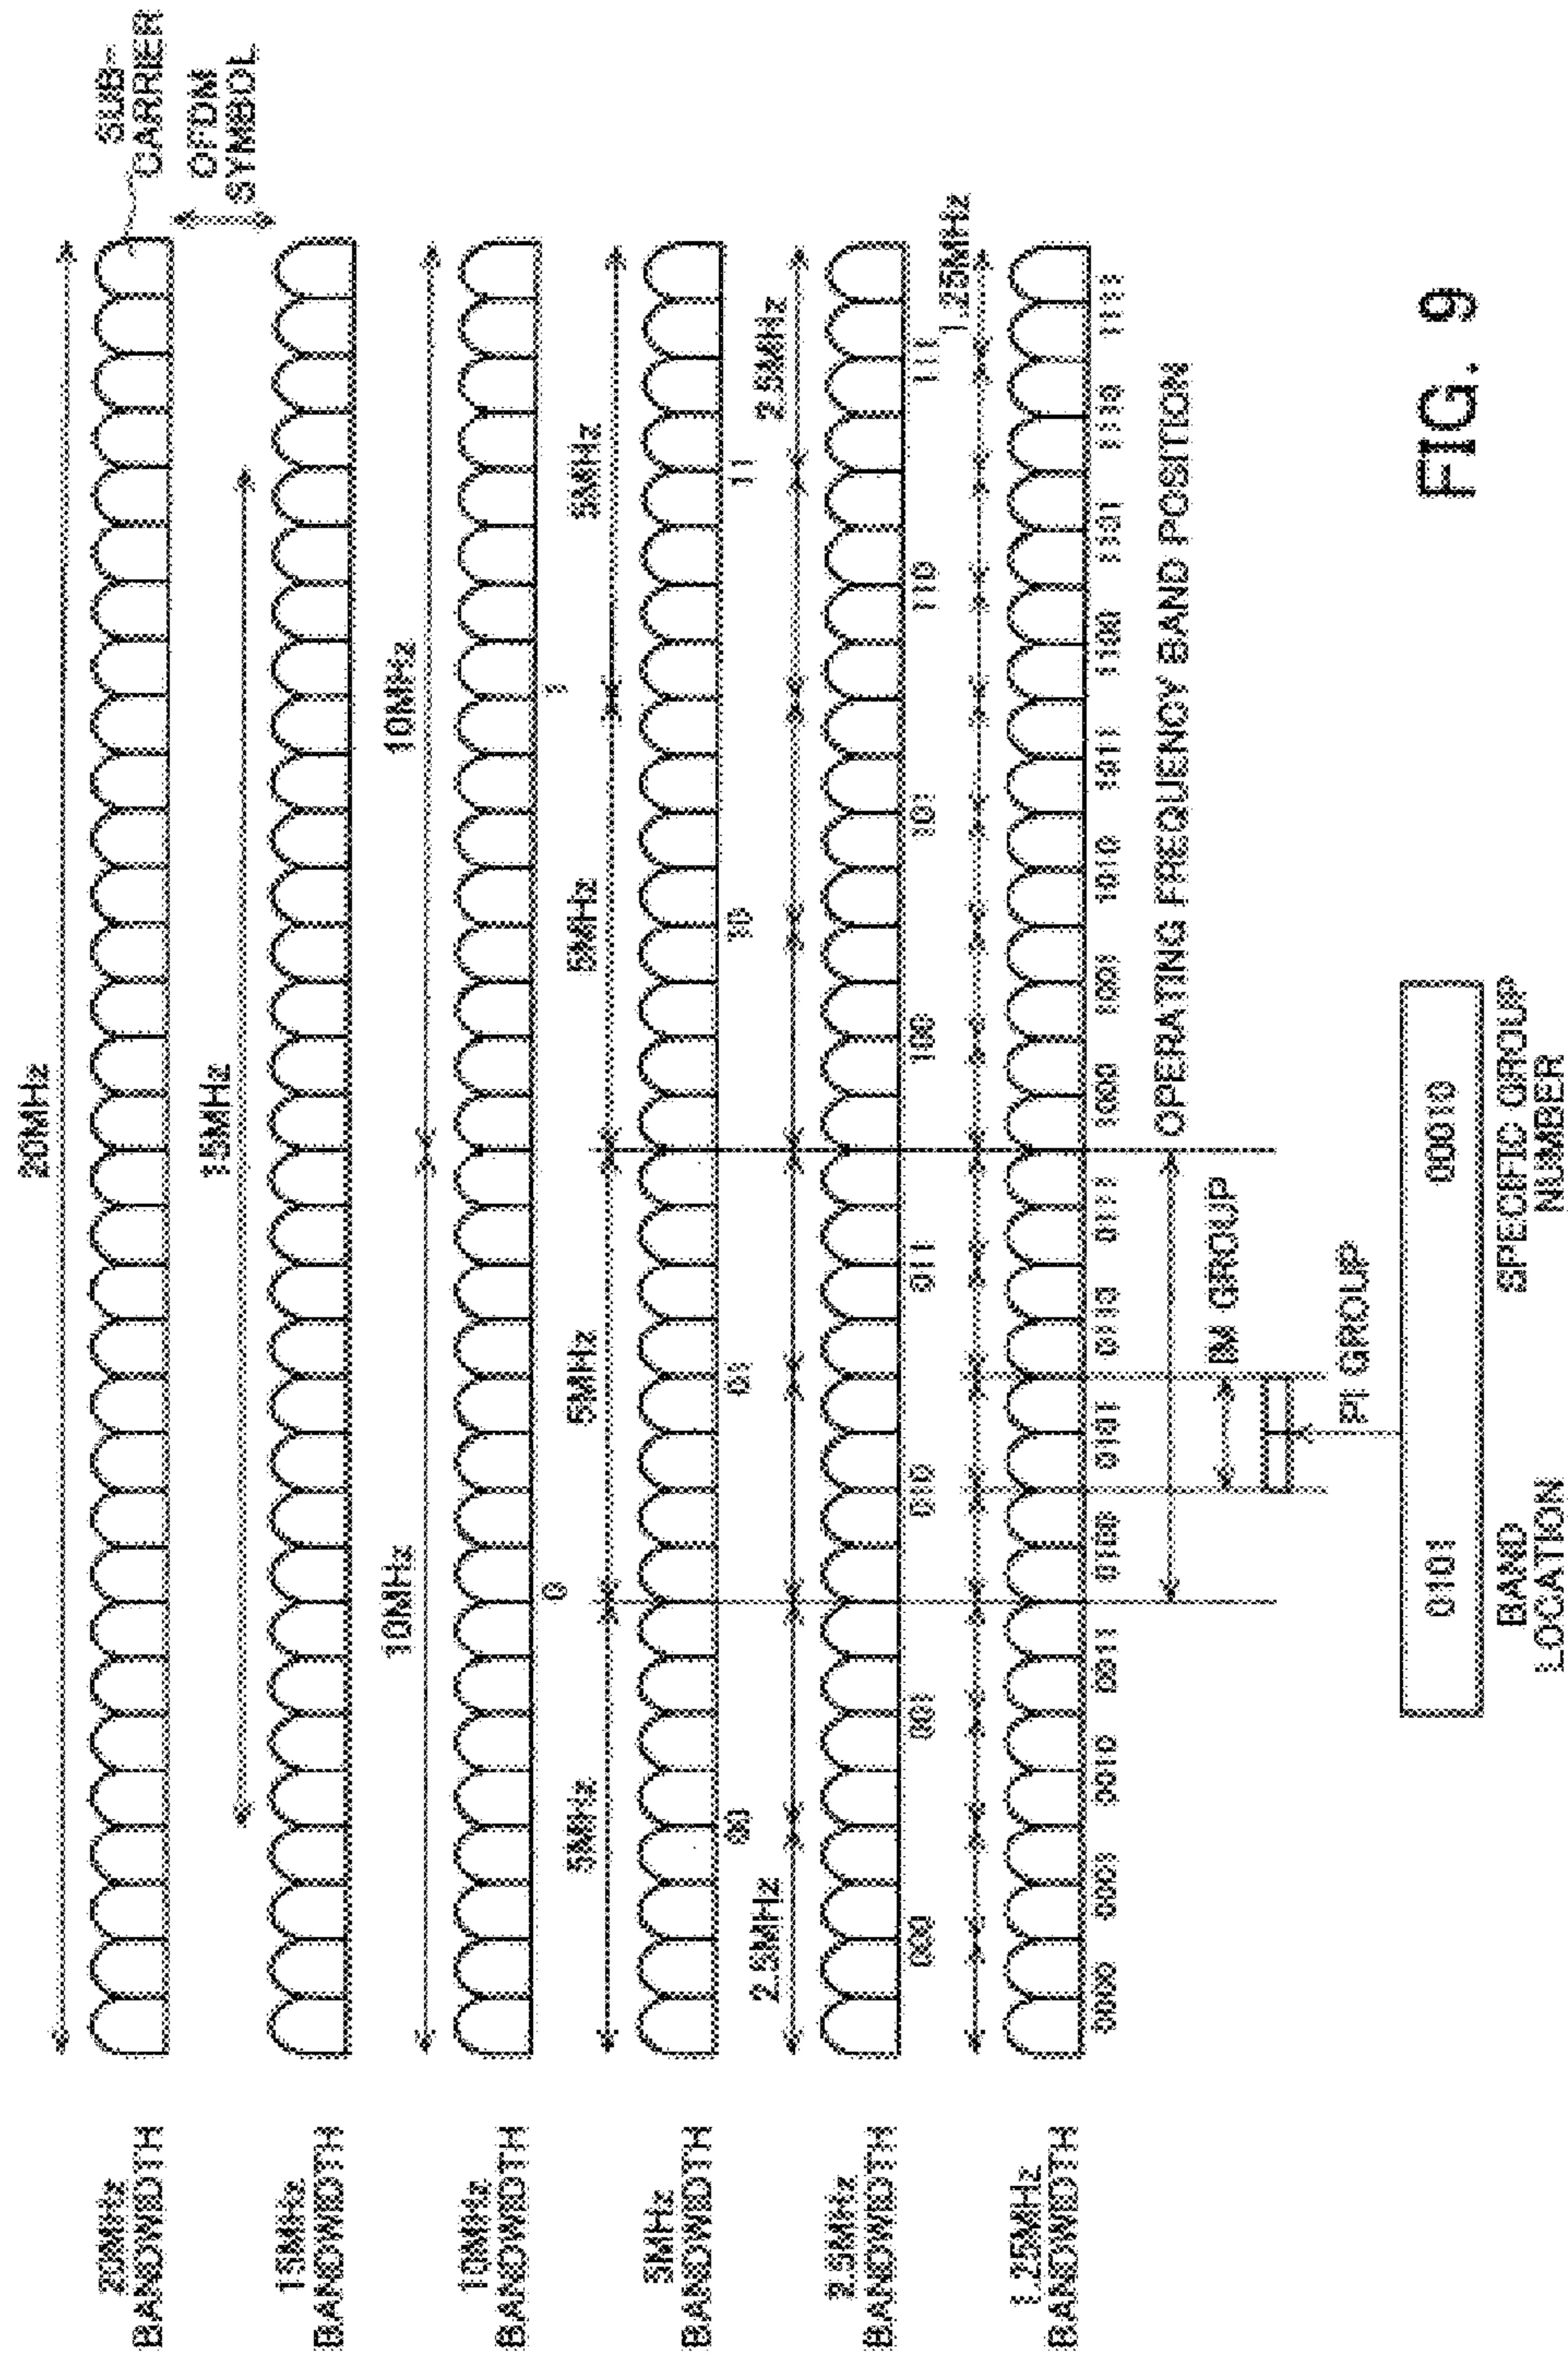 20MHz
BANDWIDTH
20MHz
SUB-
CARRIER
OFDM
SYMBOL
15MHz
BANDWIDTH
15MHz
10MHz
BANDWIDTH
10MHz
10MHz
0
1
5MHz
BANDWIDTH
5MHz
5MHz
5MHz
5MHz
00
01
10
11
2.5MHz
BANDWIDTH
2.5MHz
2.5MHz
000
001
010
011
100
101
110
111
1.25MHz
BANDWIDTH
1.25MHz
0000
0001
0010
0011
0100
0101
0110
0111
1000
1001
1010
1011
1100
1101
1110
1111
OPERATING FREQUENCY BAND POSITION
BM GROUP
PI GROUP
0101
00010
BAND
LOCATION
SPECIFIC GROUP
NUMBER
FIG. 9